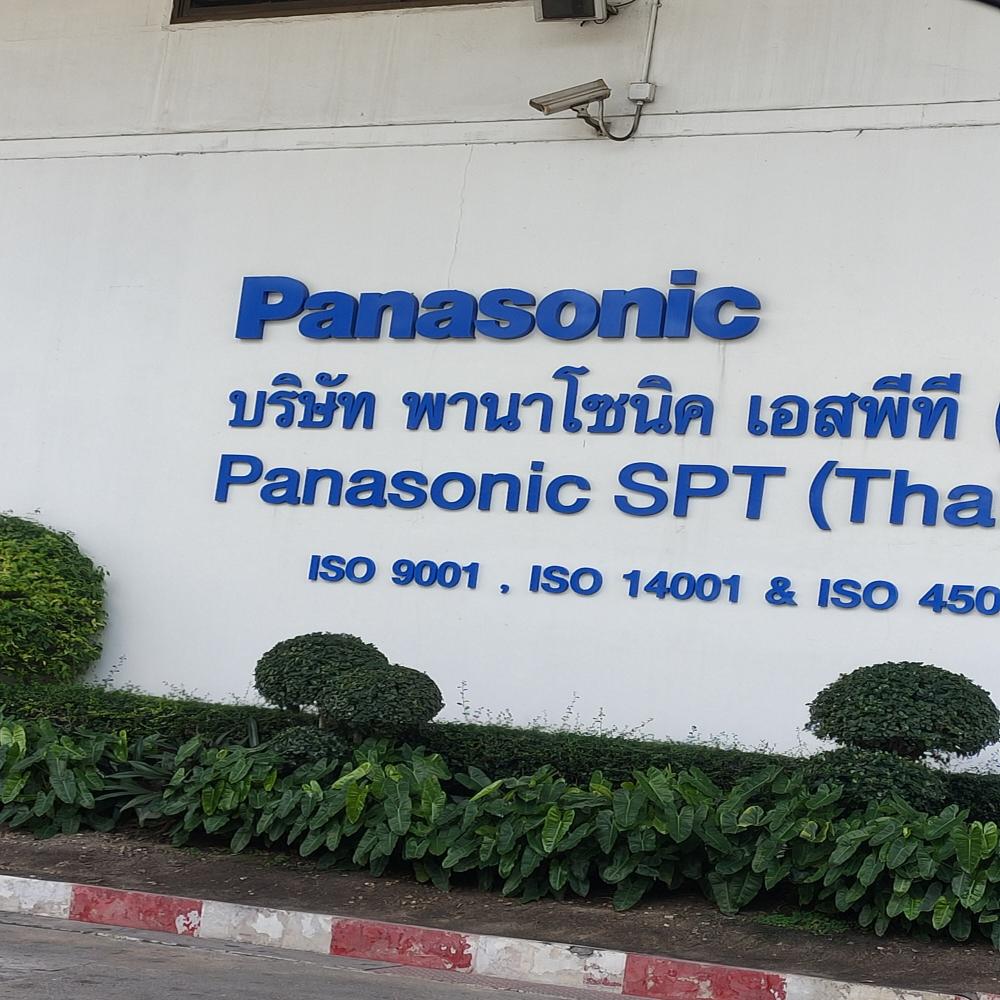 Panasonic
บริษัท พานาโซนิค เอสพีที (
Panasonic SPT (Tha
ISO 9001 , ISO 14001 & ISO 450